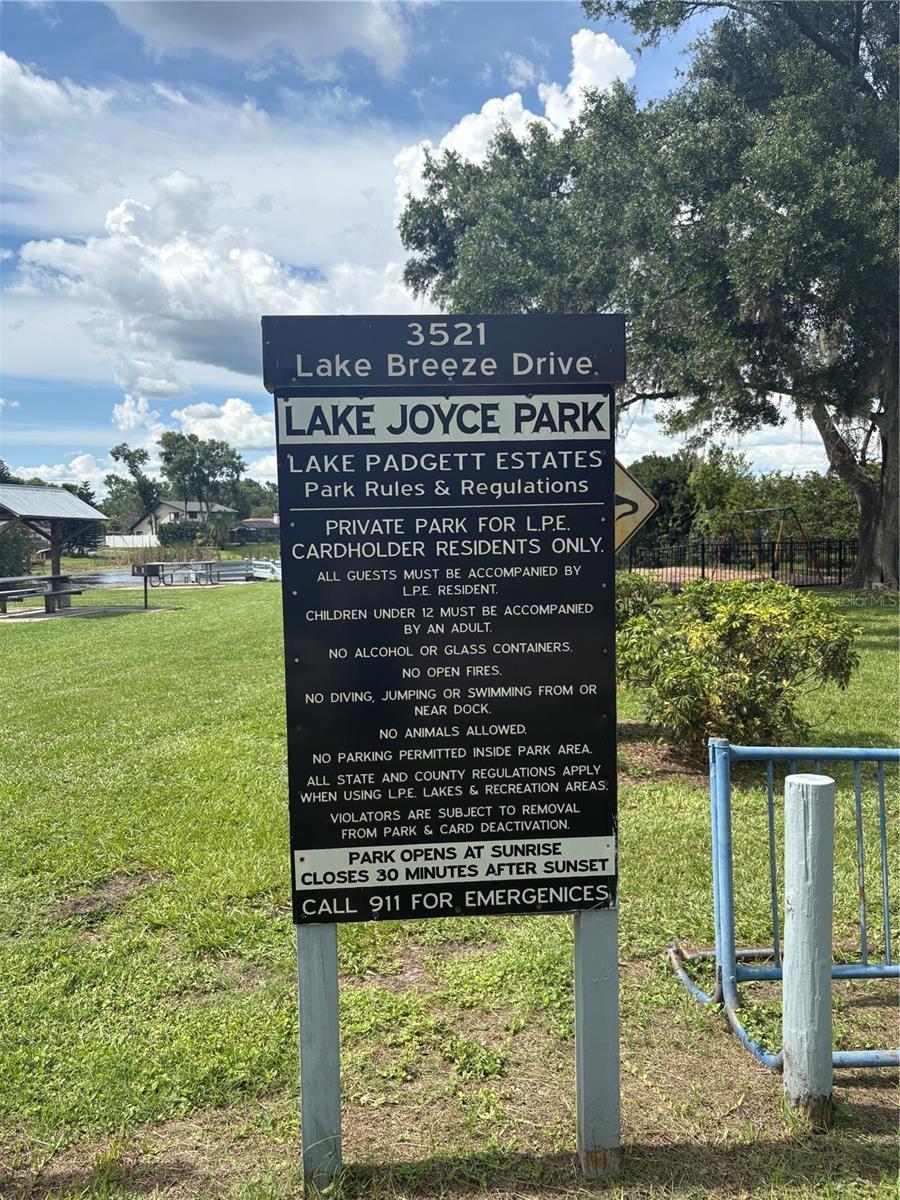 3521
Lake Breeze Drive
LAKE JOYCE PARK
LAKE PADGETT ESTATES
Park Rules & Regulations
PRIVATE PARK FOR L.P.E.
CARDHOLDER RESIDENTS ONLY.
ALL GUESTS MUST BE ACCOMPANIED BY
L.P.E. RESIDENT.
CHILDREN UNDER 12 MUST BE ACCOMPANIED
BY AN ADULT.
NO ALCOHOL OR GLASS CONTAINERS.
NO OPEN FIRES.
NO DIVING, JUMPING OR SWIMMING FROM OR
NEAR DOCK.
NO ANIMALS ALLOWED.
NO PARKING PERMITTED INSIDE PARK AREA.
ALL STATE AND COUNTY REGULATIONS APPLY
WHEN USING L.P.E. LAKES & RECREATION AREAS.
VIOLATORS ARE SUBJECT TO REMOVAL
FROM PARK & CARD DEACTIVATION.
PARK OPENS AT SUNRISE
CLOSES 30 MINUTES AFTER SUNSET
CALL 911 FOR EMERGENICES